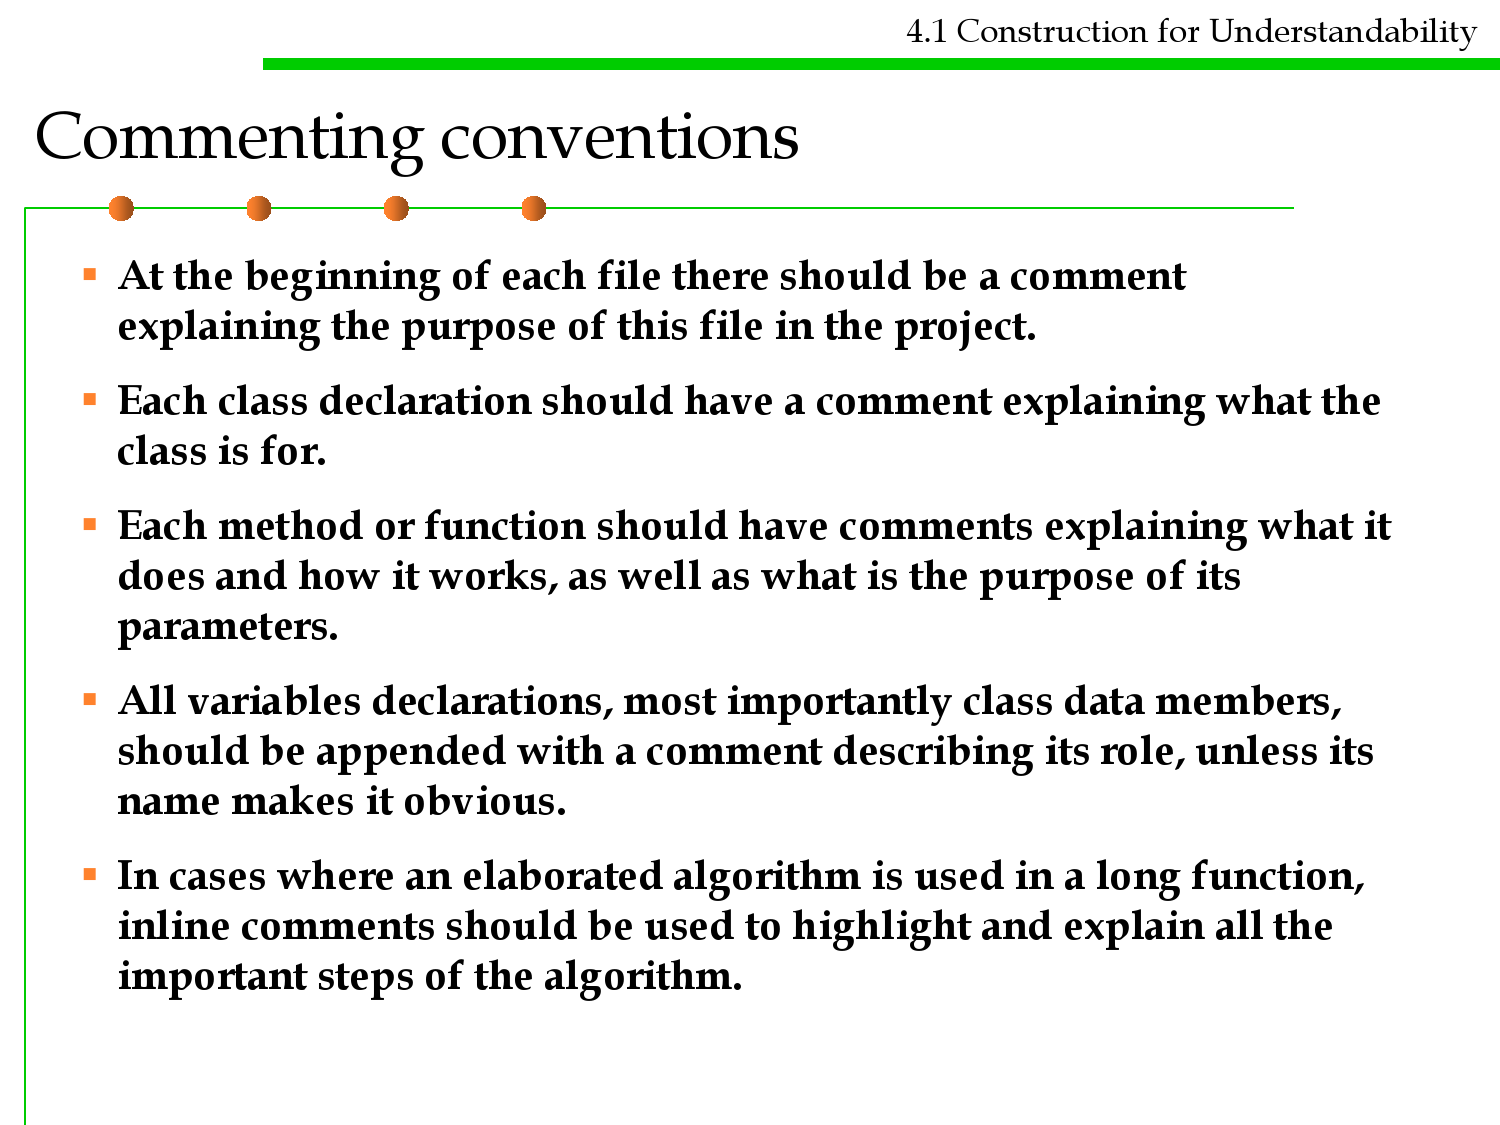 4.1 Construction for Understandability
Commenting conventions
At the beginning of each file there should be a comment
explaining the purpose of this file in the project.
Each class declaration should have a comment explaining what the
class is for.
Each method or function should have comments explaining what it
does and how it works, as well as what is the purpose of its
parameters.
All variables declarations, most importantly class data members,
should be appended with a comment describing its role, unless its
name makes it obvious.
In cases where an elaborated algorithm is used in a long function,
inline comments should be used to highlight and explain all the
important steps of the algorithm.